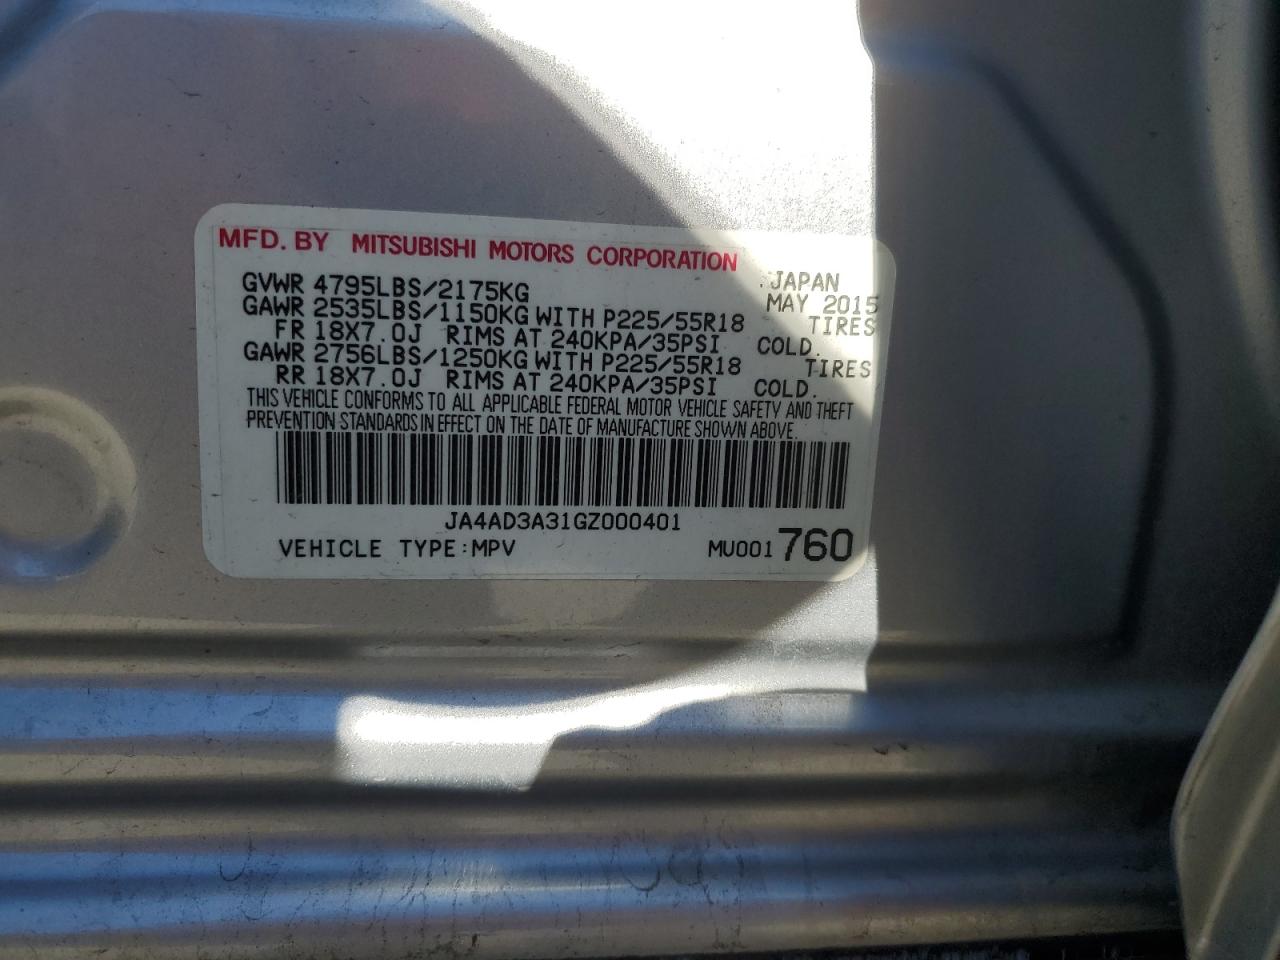 MFD. BY MITSUBISHI MOTORS CORPORATION
JAPAN
GVWR 4795LBS/2175KG MAY 2015
GAWR 2535LBS/1150KG WITH P225/55R18 TIRES
FR 18X7.0J RIMS AT 240KPA/35PSI COLD.
GAWR 2756LBS/1250KG WITH P225/55R18 TIRES
RR 18X7.0J RIMS AT 240KPA/35PSI COLD.
THIS VEHICLE CONFORMS TO ALL APPLICABLE FEDERAL MOTOR VEHICLE SAFETY AND THEFT
PREVENTION STANDARDS IN EFFECT ON THE DATE OF MANUFACTURE SHOWN ABOVE.
JA4AD3A31GZ000401
VEHICLE TYPE:MPV MU001 760